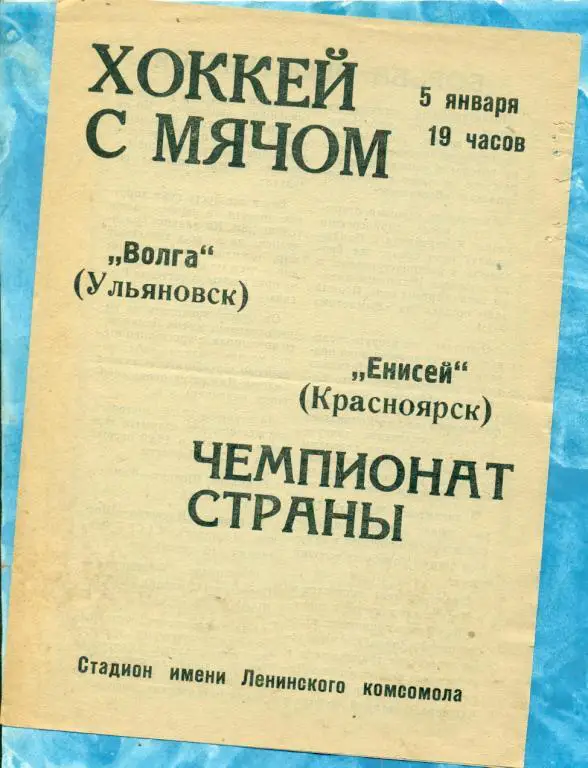 ХОККЕЙ
С МЯЧОМ
5 января
19 часов
„Волга“
(Ульяновск)
„Енисей“
(Красноярск)
ЧЕМПИОНАТ
СТРАНЫ
Стадион имени Ленинского комсомола